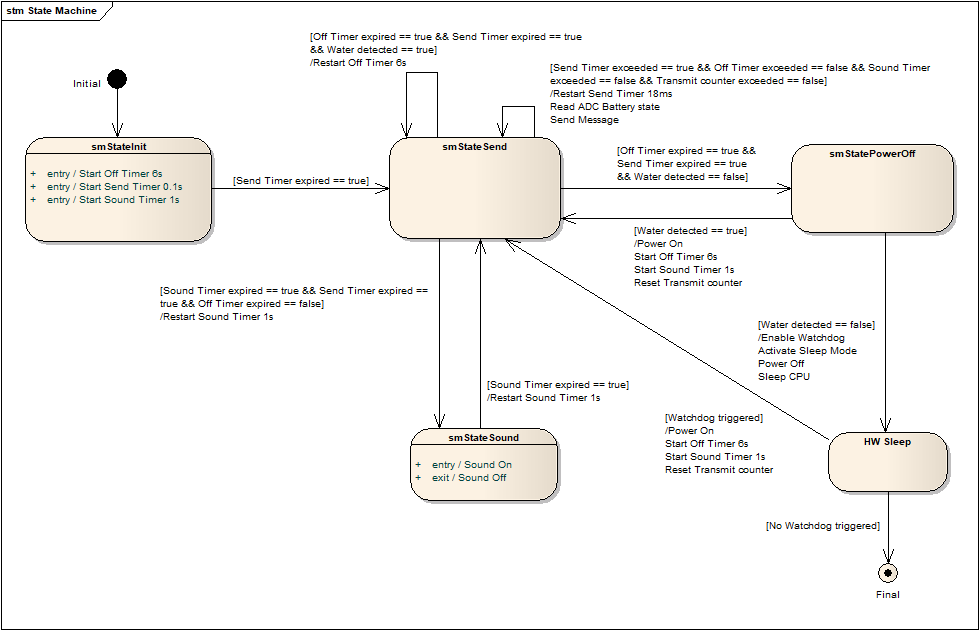 stm State Machine
[Off Timer expired == true && Send Timer expired == true
&& Water detected == true]
/Restart Off Timer 6s
[Send Timer exceeded == true && Off Timer exceeded == false && Sound Timer
exceeded == false && Transmit counter exceeded == false]
/Restart Send Timer 18ms
Read ADC Battery state
Send Message
Initial
smStateInit
+ entry / Start Off Timer 6s
+ entry / Start Send Timer 0.1s
+ entry / Start Sound Timer 1s
[Send Timer expired == true]
smStateSend
[Off Timer expired == true &&
Send Timer expired == true
&& Water detected == false]
smStatePowerOff
[Water detected == true]
/Power On
Start Off Timer 6s
Start Sound Timer 1s
Reset Transmit counter
[Sound Timer expired == true && Send Timer expired ==
true && Off Timer expired == false]
/Restart Sound Timer 1s
[Water detected == false]
/Enable Watchdog
Activate Sleep Mode
Power Off
Sleep CPU
[Sound Timer expired == true]
/Restart Sound Timer 1s
[Watchdog triggered]
/Power On
Start Off Timer 6s
Start Sound Timer 1s
Reset Transmit counter
smStateSound
+ entry / Sound On
+ exit / Sound Off
HW Sleep
[No Watchdog triggered]
Final